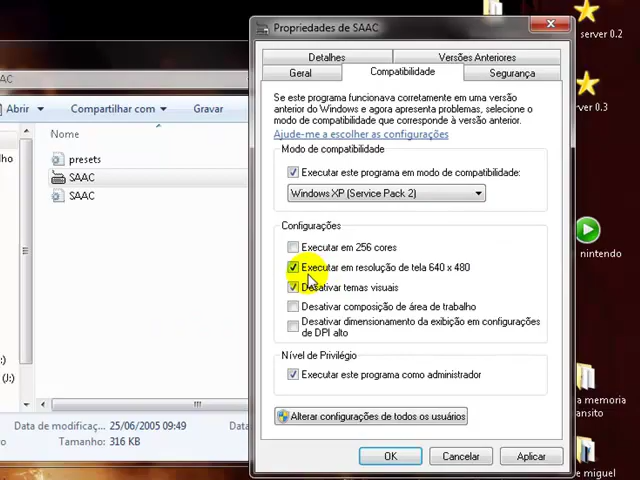 Propriedades de SAAC
Detalhes
Versões Anteriores
Geral
Compatibilidade
Segurança
Se este programa funcionava corretamente em uma versão
anterior do Windows e agora apresenta problemas, selecione o
modo de compatibilidade que corresponde à versão anterior.
Ajude-me a escolher as configurações
Modo de compatibilidade
Executar este programa em modo de compatibilidade:
Windows XP (Service Pack 2)
Configurações
Executar em 256 cores
Executar em resolução de tela 640 x 480
Desativar temas visuais
Desativar composição de área de trabalho
Desativar dimensionamento da exibição em configurações
de DPI alto
Nível de Privilégio
Executar este programa como administrador
Alterar configurações de todos os usuários
OK
Cancelar
Aplicar
Abrir
Compartilhar com
Gravar
Nome
presets
SAAC
SAAC
(J:)
Data de modificaç...
25/06/2005 09:49
Tamanho:
316 KB
server 0.2
nintendo
a memoria
ansito
e miguel